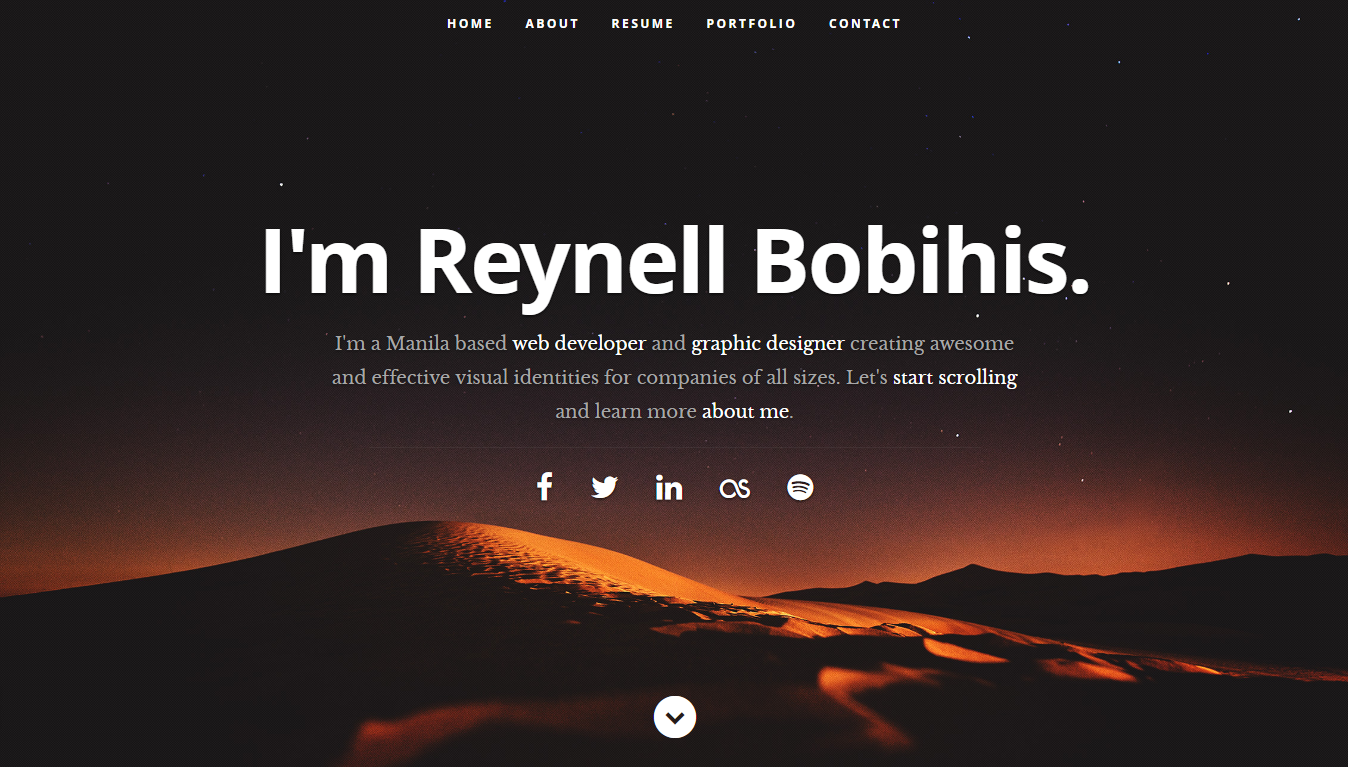 HOME ABOUT RESUME PORTFOLIO CONTACT
I'm Reynell Bobihis.
I'm a Manila based web developer and graphic designer creating awesome
and effective visual identities for companies of all sizes. Let's start scrolling
and learn more about me.